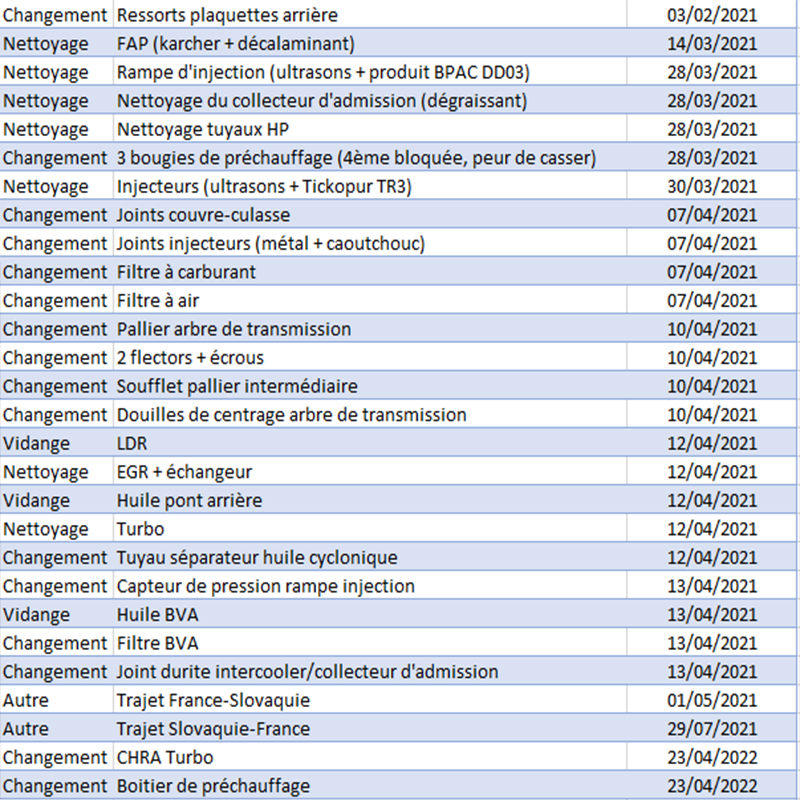 Changement Ressorts plaquettes arrière 03/02/2021
Nettoyage FAP (karcher + décalaminant) 14/03/2021
Nettoyage Rampe d'injection (ultrasons + produit BPAC DD03) 28/03/2021
Nettoyage Nettoyage du collecteur d'admission (dégraissant) 28/03/2021
Nettoyage Nettoyage tuyaux HP 28/03/2021
Changement 3 bougies de préchauffage (4ème bloquée, peur de casser) 28/03/2021
Nettoyage Injecteurs (ultrasons + Tickopur TR3) 30/03/2021
Changement Joints couvre-culasse 07/04/2021
Changement Joints injecteurs (métal + caoutchouc) 07/04/2021
Changement Filtre à carburant 07/04/2021
Changement Filtre à air 07/04/2021
Changement Pallier arbre de transmission 10/04/2021
Changement 2 flectors + écrous 10/04/2021
Changement Soufflet pallier intermédiaire 10/04/2021
Changement Douilles de centrage arbre de transmission 10/04/2021
Vidange LDR 12/04/2021
Nettoyage EGR + échangeur 12/04/2021
Vidange Huile pont arrière 12/04/2021
Nettoyage Turbo 12/04/2021
Changement Tuyau séparateur huile cyclonique 12/04/2021
Changement Capteur de pression rampe injection 13/04/2021
Vidange Huile BVA 13/04/2021
Changement Filtre BVA 13/04/2021
Changement Joint durite intercooler/collecteur d'admission 13/04/2021
Autre Trajet France-Slovaquie 01/05/2021
Autre Trajet Slovaquie-France 29/07/2021
Changement CHRA Turbo 23/04/2022
Changement Boitier de préchauffage 23/04/2022